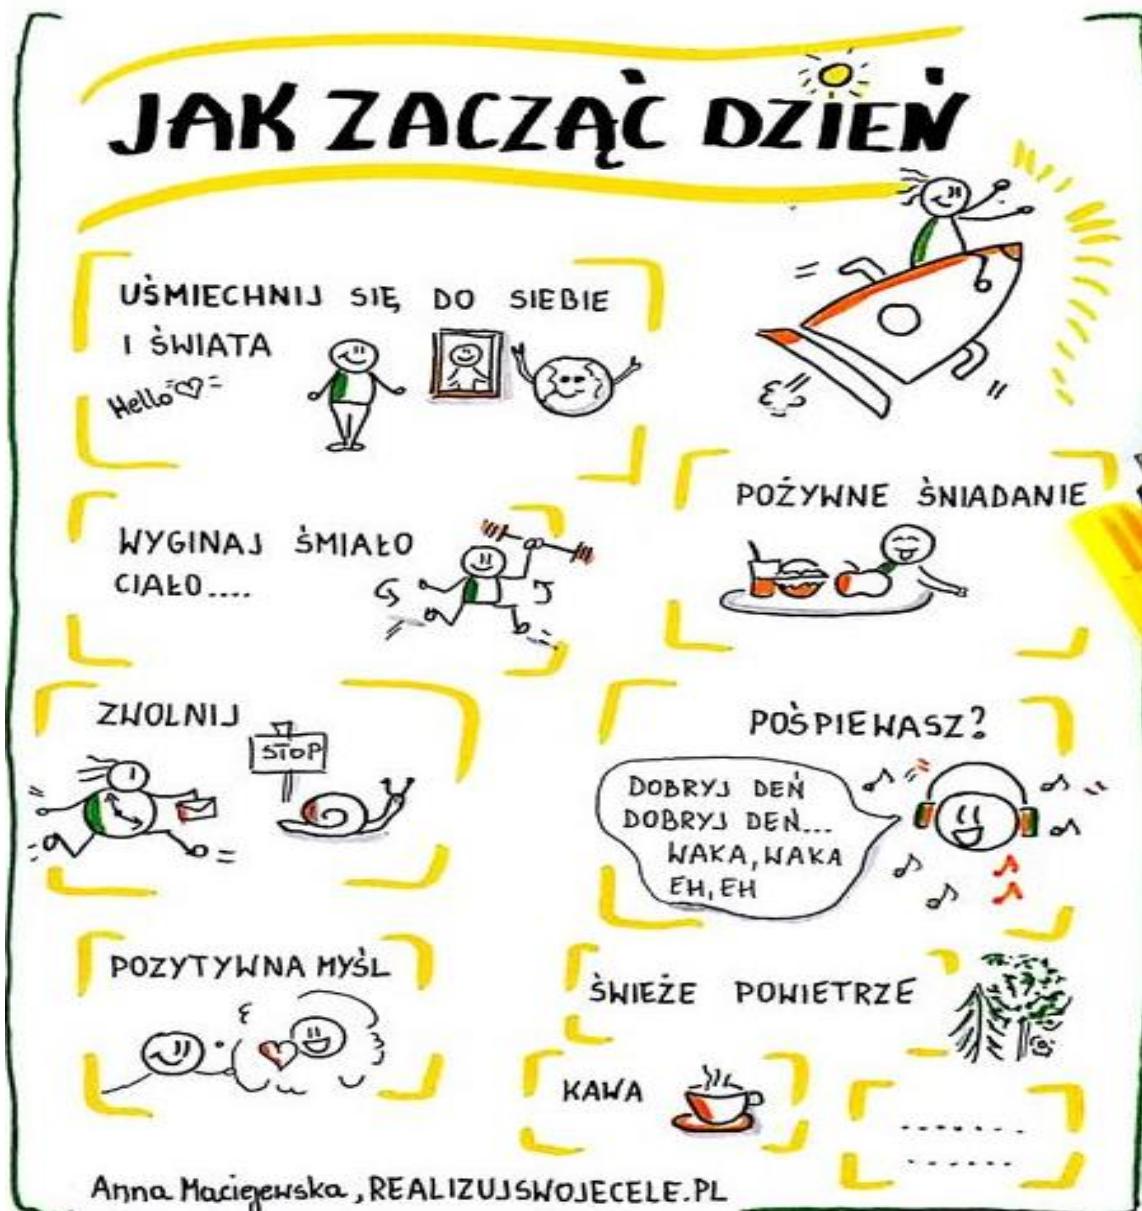 JAK ZACZĄĆ DZIEŃ
UŚMIECHNIJ SIĘ DO SIEBIE
I ŚWIATA
Hello
POŻYWNE ŚNIADANIE
WYGINAJ ŚMIAŁO
CIAŁO....
ZWOLNIJ
STOP
POŚPIEWASZ?
DOBRYJ DEŃ
DOBRYJ DEŃ...
WAKA, WAKA
EH, EH
POZYTYWNA MYŚL
ŚWIEŻE POWIETRZE
KAWA
.......
......
Anna Maciejewska, REALIZUJSWOJECELE.PL